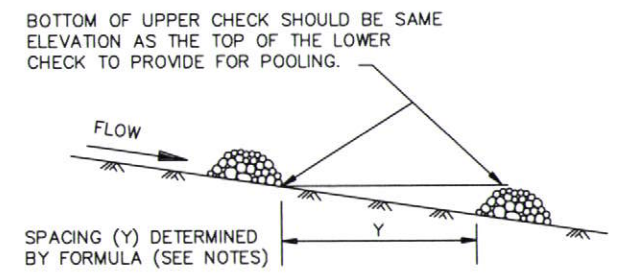 BOTTOM OF UPPER CHECK SHOULD BE SAME
ELEVATION AS THE TOP OF THE LOWER
CHECK TO PROVIDE FOR POOLING.
FLOW
Y
SPACING (Y) DETERMINED
BY FORMULA (SEE NOTES)